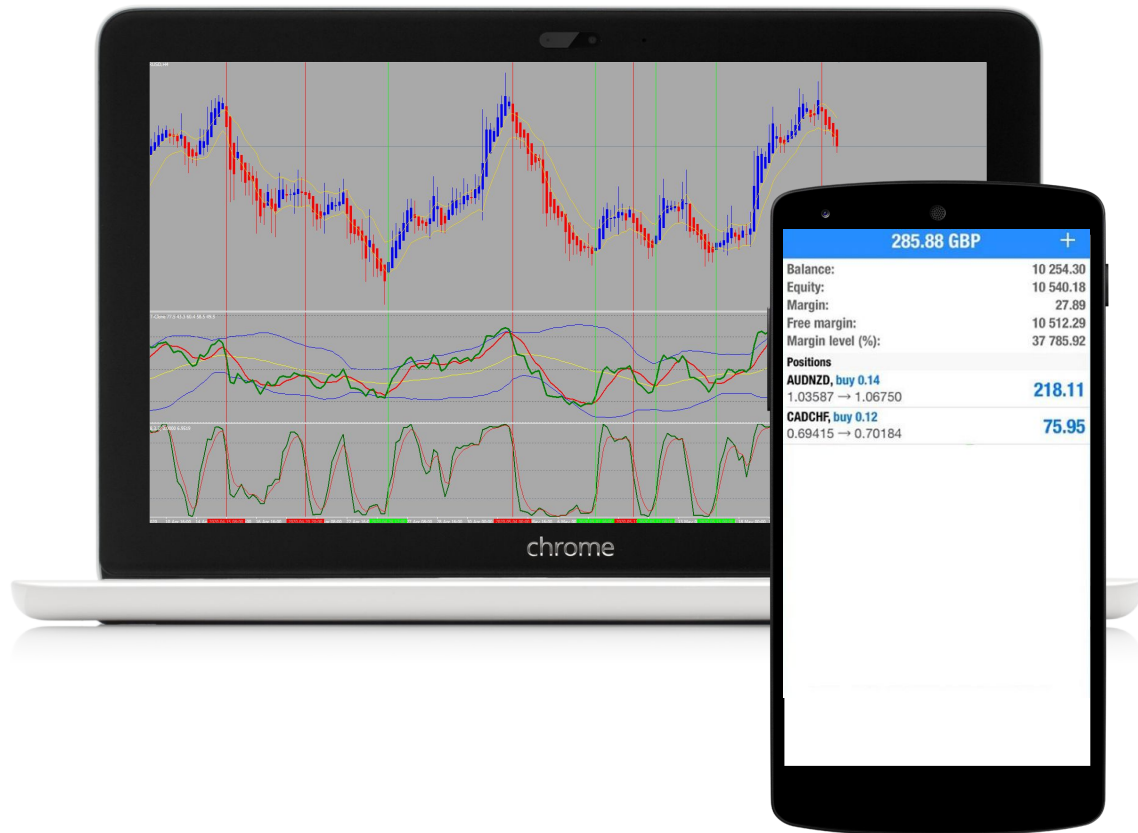 chrome
285.88 GBP +
Balance: 10 254.30
Equity: 10 540.18
Margin: 27.89
Free margin: 10 512.29
Margin level (%): 37 785.92
Positions
AUDNZD, buy 0.14
1.03587 → 1.06750
218.11
CADCHF, buy 0.12
0.69415 → 0.70184
75.95